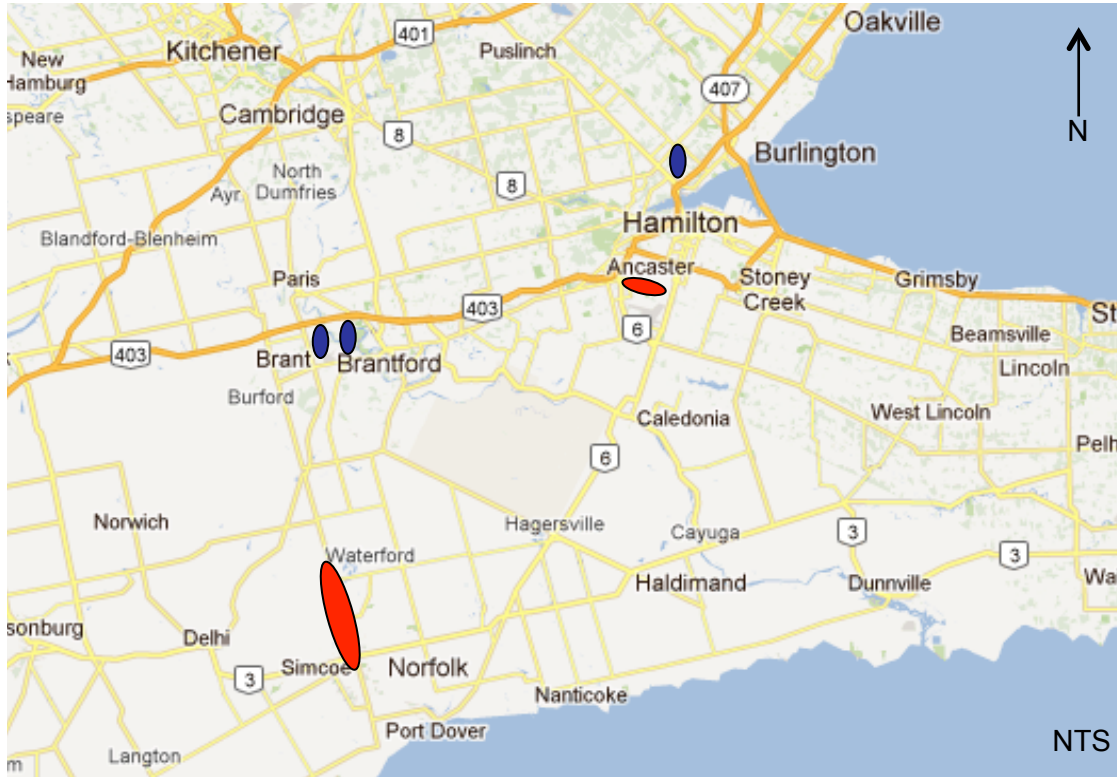 Oakville
401
Puslinch
New
Hamburg
Kitchener
407
N
Cambridge
speare
8
Burlington
North
Dumfries
Ayr
8
Hamilton
Blandford-Blenheim
Ancaster
Stoney
Creek
Grimsby
Paris
403
St
6
Beamsville
403
Brant
Brantford
Lincoln
Burford
Caledonia
West Lincoln
Pelh
6
Norwich
Hagersville
Cayuga
3
3
Waterford
Haldimand
Dunnville
Wa
sonburg
Delhi
Simcoe
Norfolk
3
Nanticoke
Port Dover
NTS
Langton
m